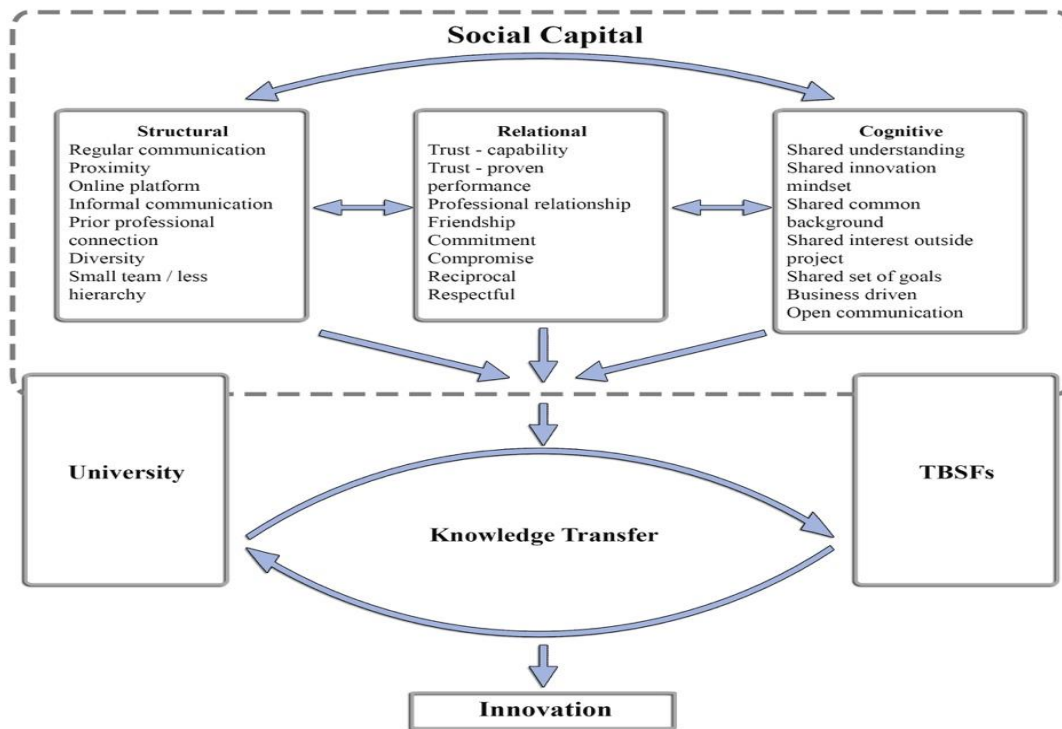 Social Capital
Structural
Regular communication
Proximity
Online platform
Informal communication
Prior professional
connection
Diversity
Small team / less
hierarchy
Relational
Trust - capability
Trust - proven
performance
Professional relationship
Friendship
Commitment
Compromise
Reciprocal
Respectful
Cognitive
Shared understanding
Shared innovation
mindset
Shared common
background
Shared interest outside
project
Shared set of goals
Business driven
Open communication
University
TBSFs
Knowledge Transfer
Innovation